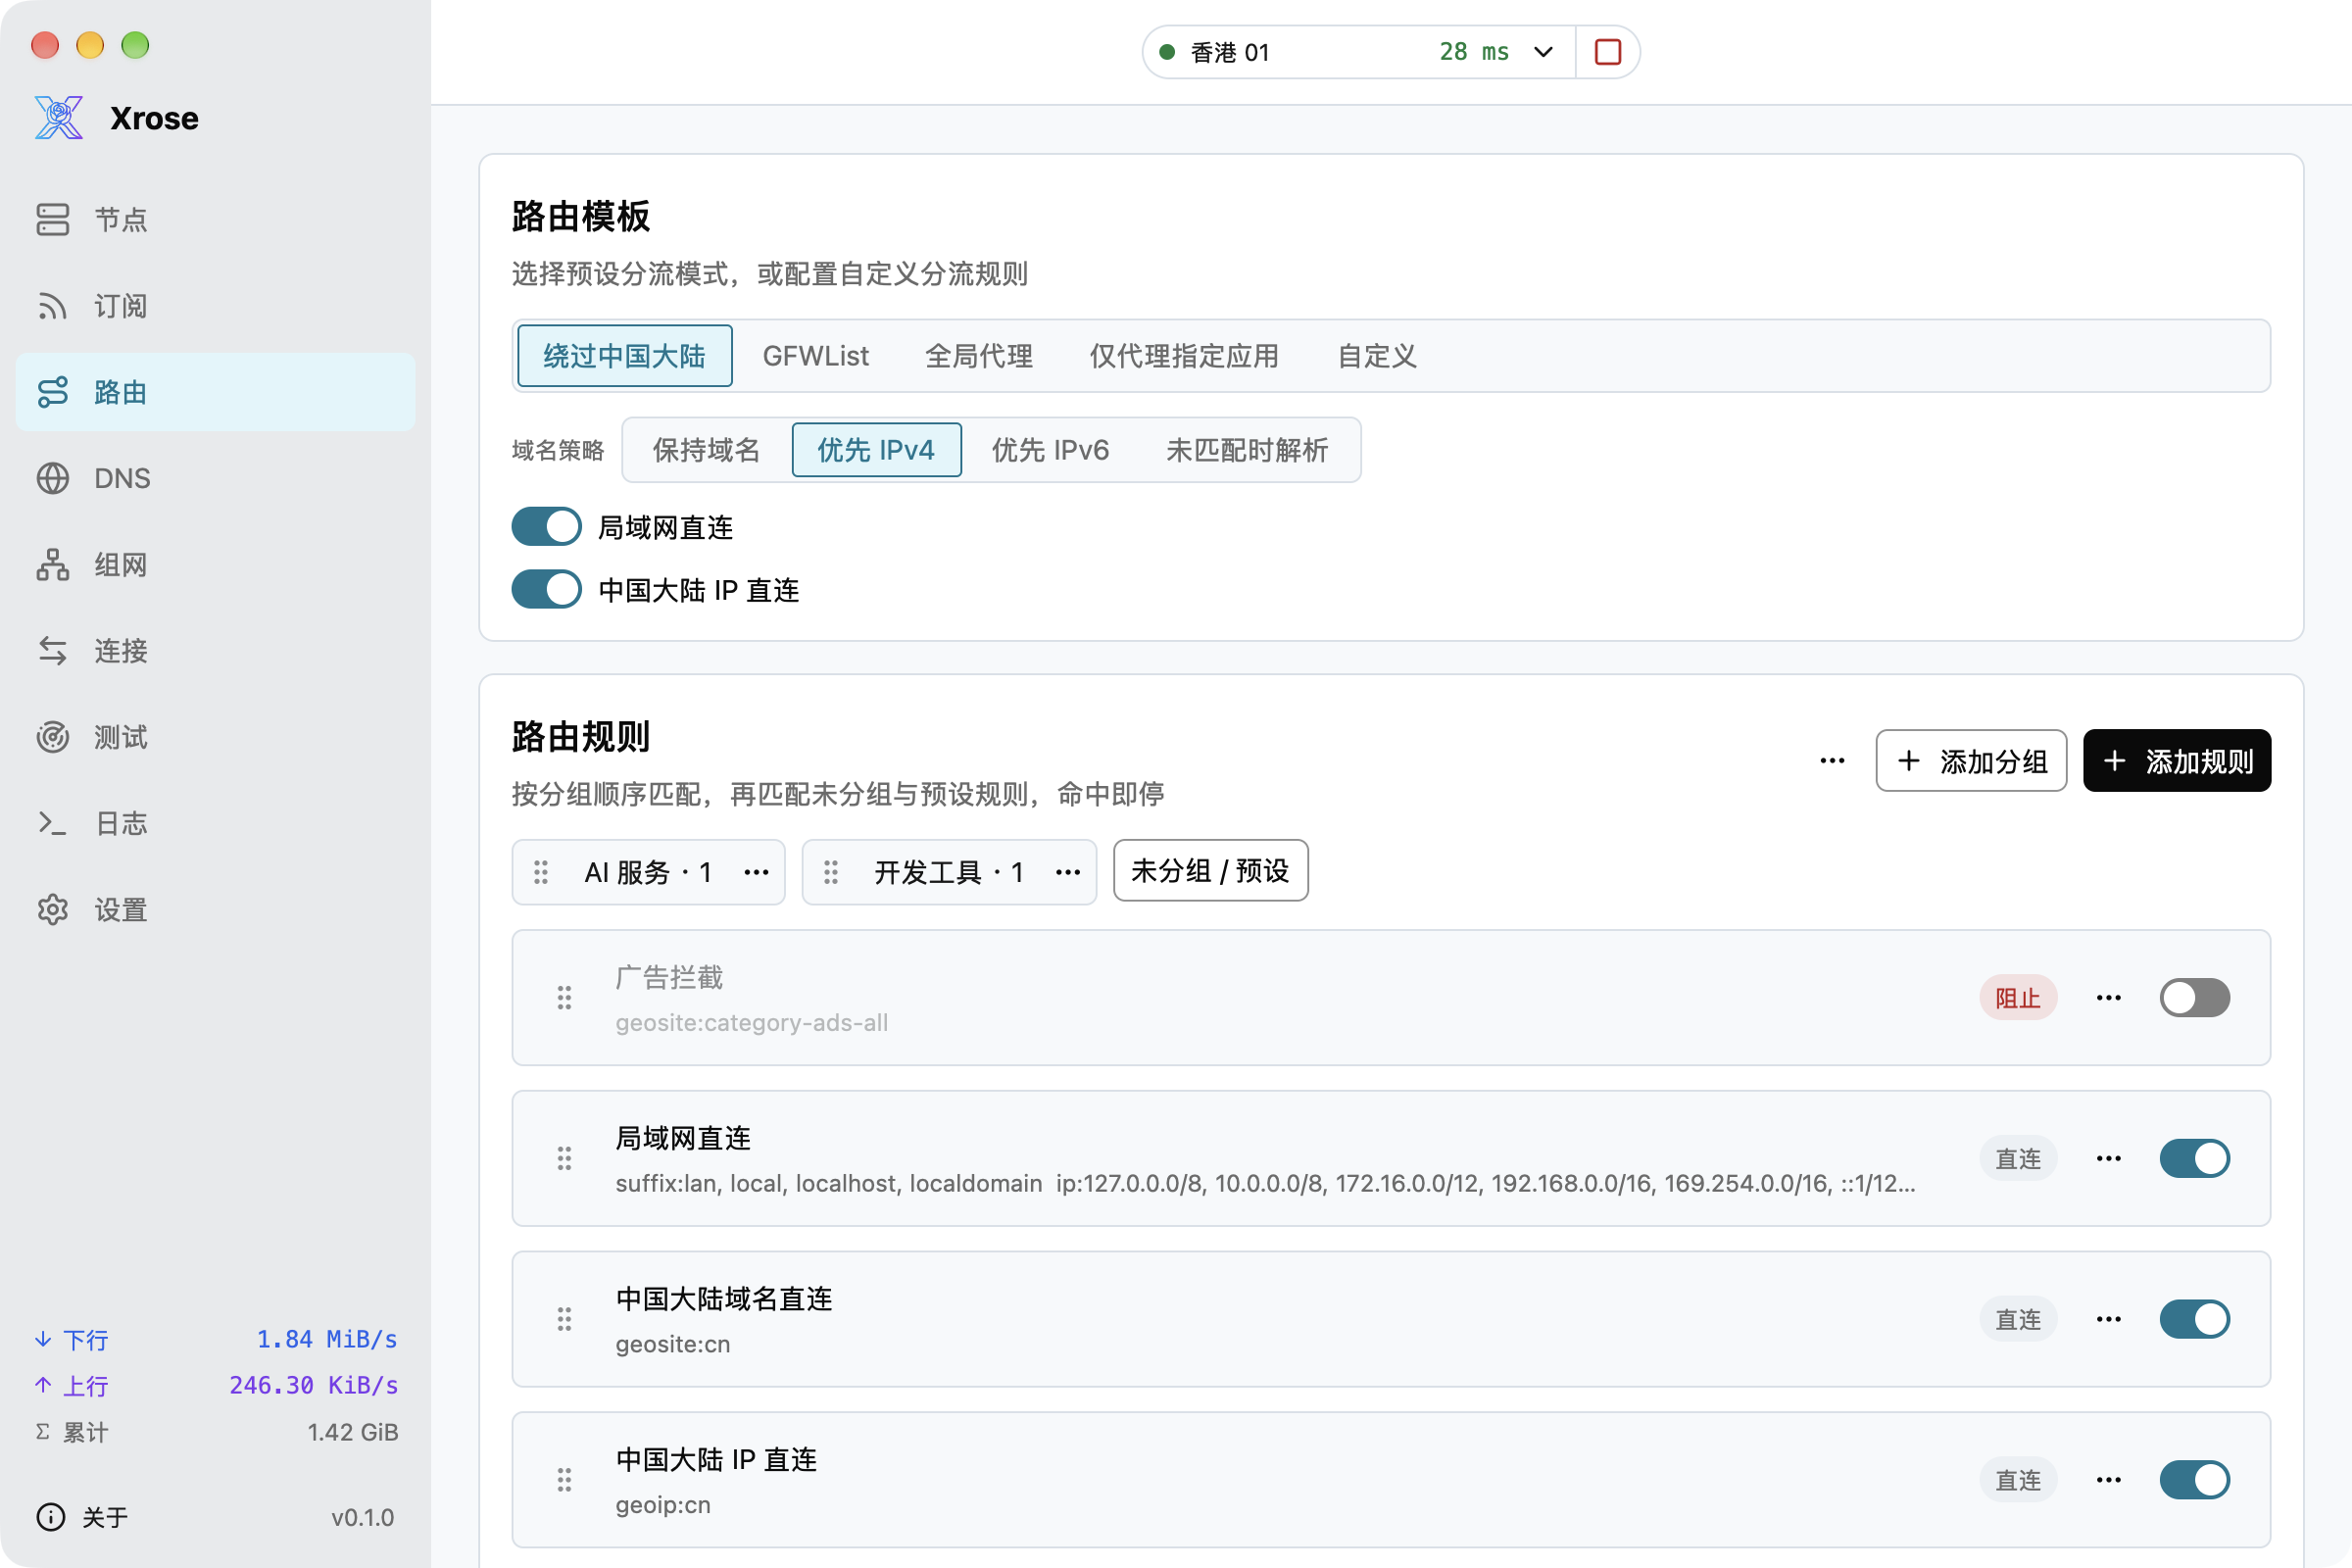 香港 01 28 ms
Xrose
节点
订阅
路由
DNS
组网
连接
测试
日志
设置
↓ 下行 1.84 MiB/s
↑ 上行 246.30 KiB/s
Σ 累计 1.42 GiB
关于 v0.1.0
路由模板
选择预设分流模式，或配置自定义分流规则
绕过中国大陆 GFWList 全局代理 仅代理指定应用 自定义
域名策略 保持域名 优先 IPv4 优先 IPv6 未匹配时解析
局域网直连
中国大陆 IP 直连
路由规则
按分组顺序匹配，再匹配未分组与预设规则，命中即停
··· + 添加分组 + 添加规则
AI 服务 · 1 ··· 开发工具 · 1 ··· 未分组 / 预设
广告拦截
geosite:category-ads-all
阻止 ···
局域网直连
suffix:lan, local, localhost, localdomain ip:127.0.0.0/8, 10.0.0.0/8, 172.16.0.0/12, 192.168.0.0/16, 169.254.0.0/16, ::1/12...
直连 ···
中国大陆域名直连
geosite:cn
直连 ···
中国大陆 IP 直连
geoip:cn
直连 ···